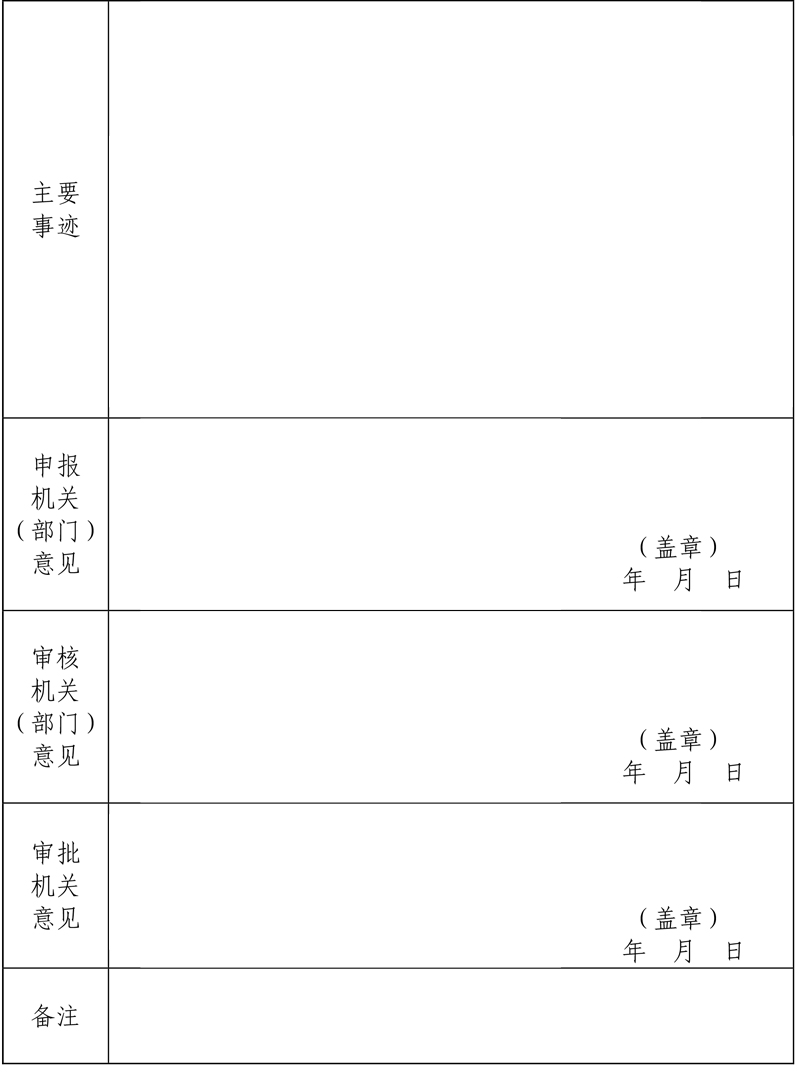 主要
事迹
申报
机关
（部门）
意见
（盖章）
年 月 日
审核
机关
（部门）
意见
（盖章）
年 月 日
审批
机关
意见
（盖章）
年 月 日
备注